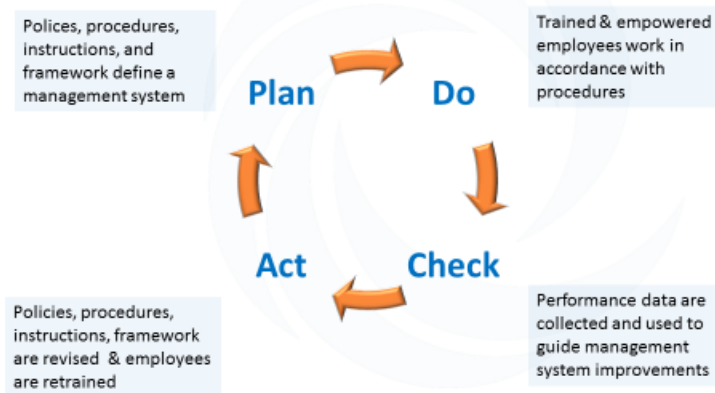 Polices, procedures,
instructions, and
framework define a
management system
Plan
Do
Trained & empowered
employees work in
accordance with
procedures
Act
Check
Policies, procedures,
instructions, framework
are revised & employees
are retrained
Performance data are
collected and used to
guide management
system improvements